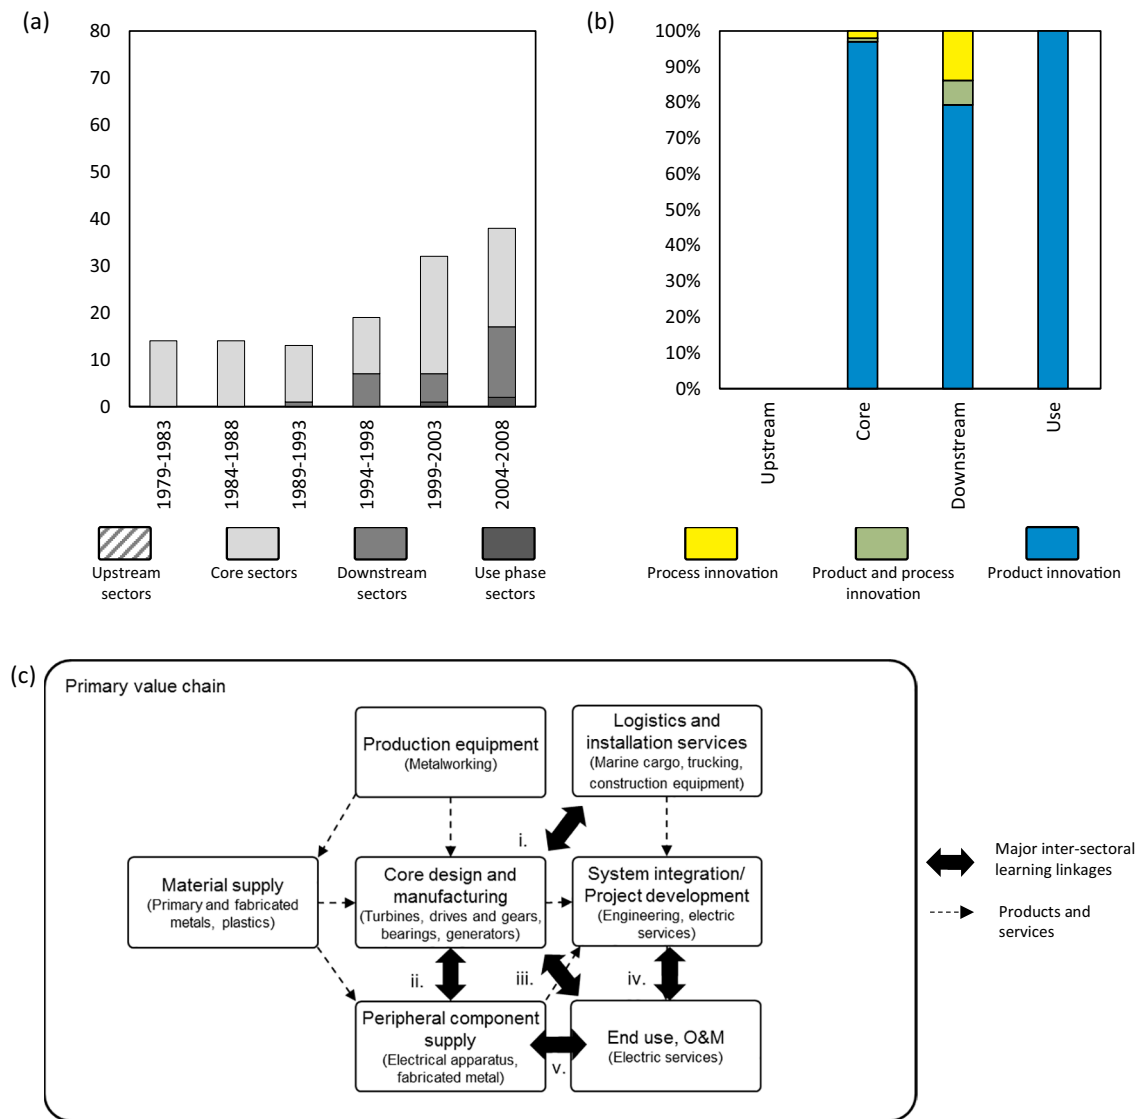 (a)
80
70
60
50
40
30
20
10
0
1979-1983
1984-1988
1989-1993
1994-1998
1999-2003
2004-2008
Upstream
sectors
Core sectors
Downstream
sectors
Use phase
sectors
(b)
100%
90%
80%
70%
60%
50%
40%
30%
20%
10%
0%
Upstream
Core
Downstream
Use
Process innovation
Product and process
innovation
Product innovation
(c)
Primary value chain
Production equipment
(Metalworking)
Logistics and
installation services
(Marine cargo, trucking,
construction equipment)
i.
Material supply
(Primary and fabricated
metals, plastics)
Core design and
manufacturing
(Turbines, drives and gears,
bearings, generators)
System integration/
Project development
(Engineering, electric
services)
ii.
iii.
iv.
Peripheral component
supply
(Electrical apparatus,
fabricated metal)
v.
End use, O&M
(Electric services)
Major inter-sectoral
learning linkages
Products and
services